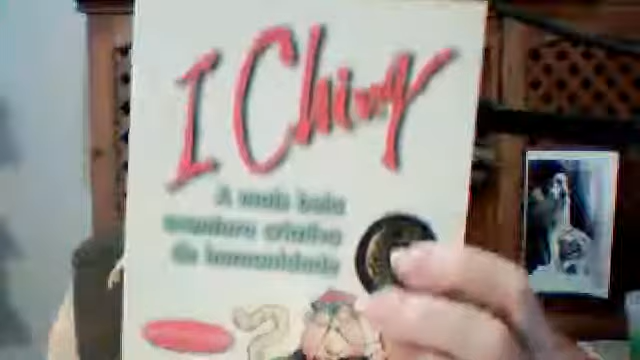 I Ching
A mais bela
aventura criativa
da humanidade